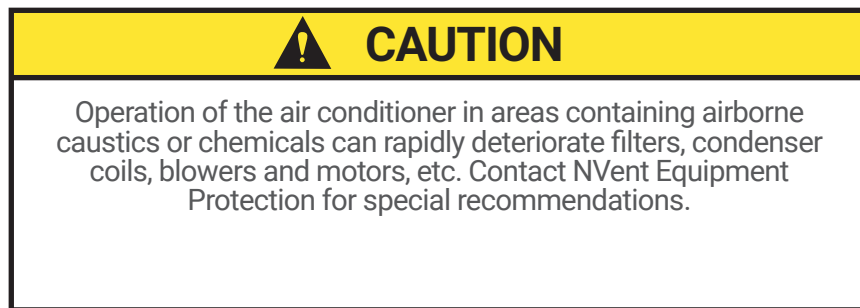 CAUTION
Operation of the air conditioner in areas containing airborne
caustics or chemicals can rapidly deteriorate filters, condenser
coils, blowers and motors, etc. Contact NVent Equipment
Protection for special recommendations.